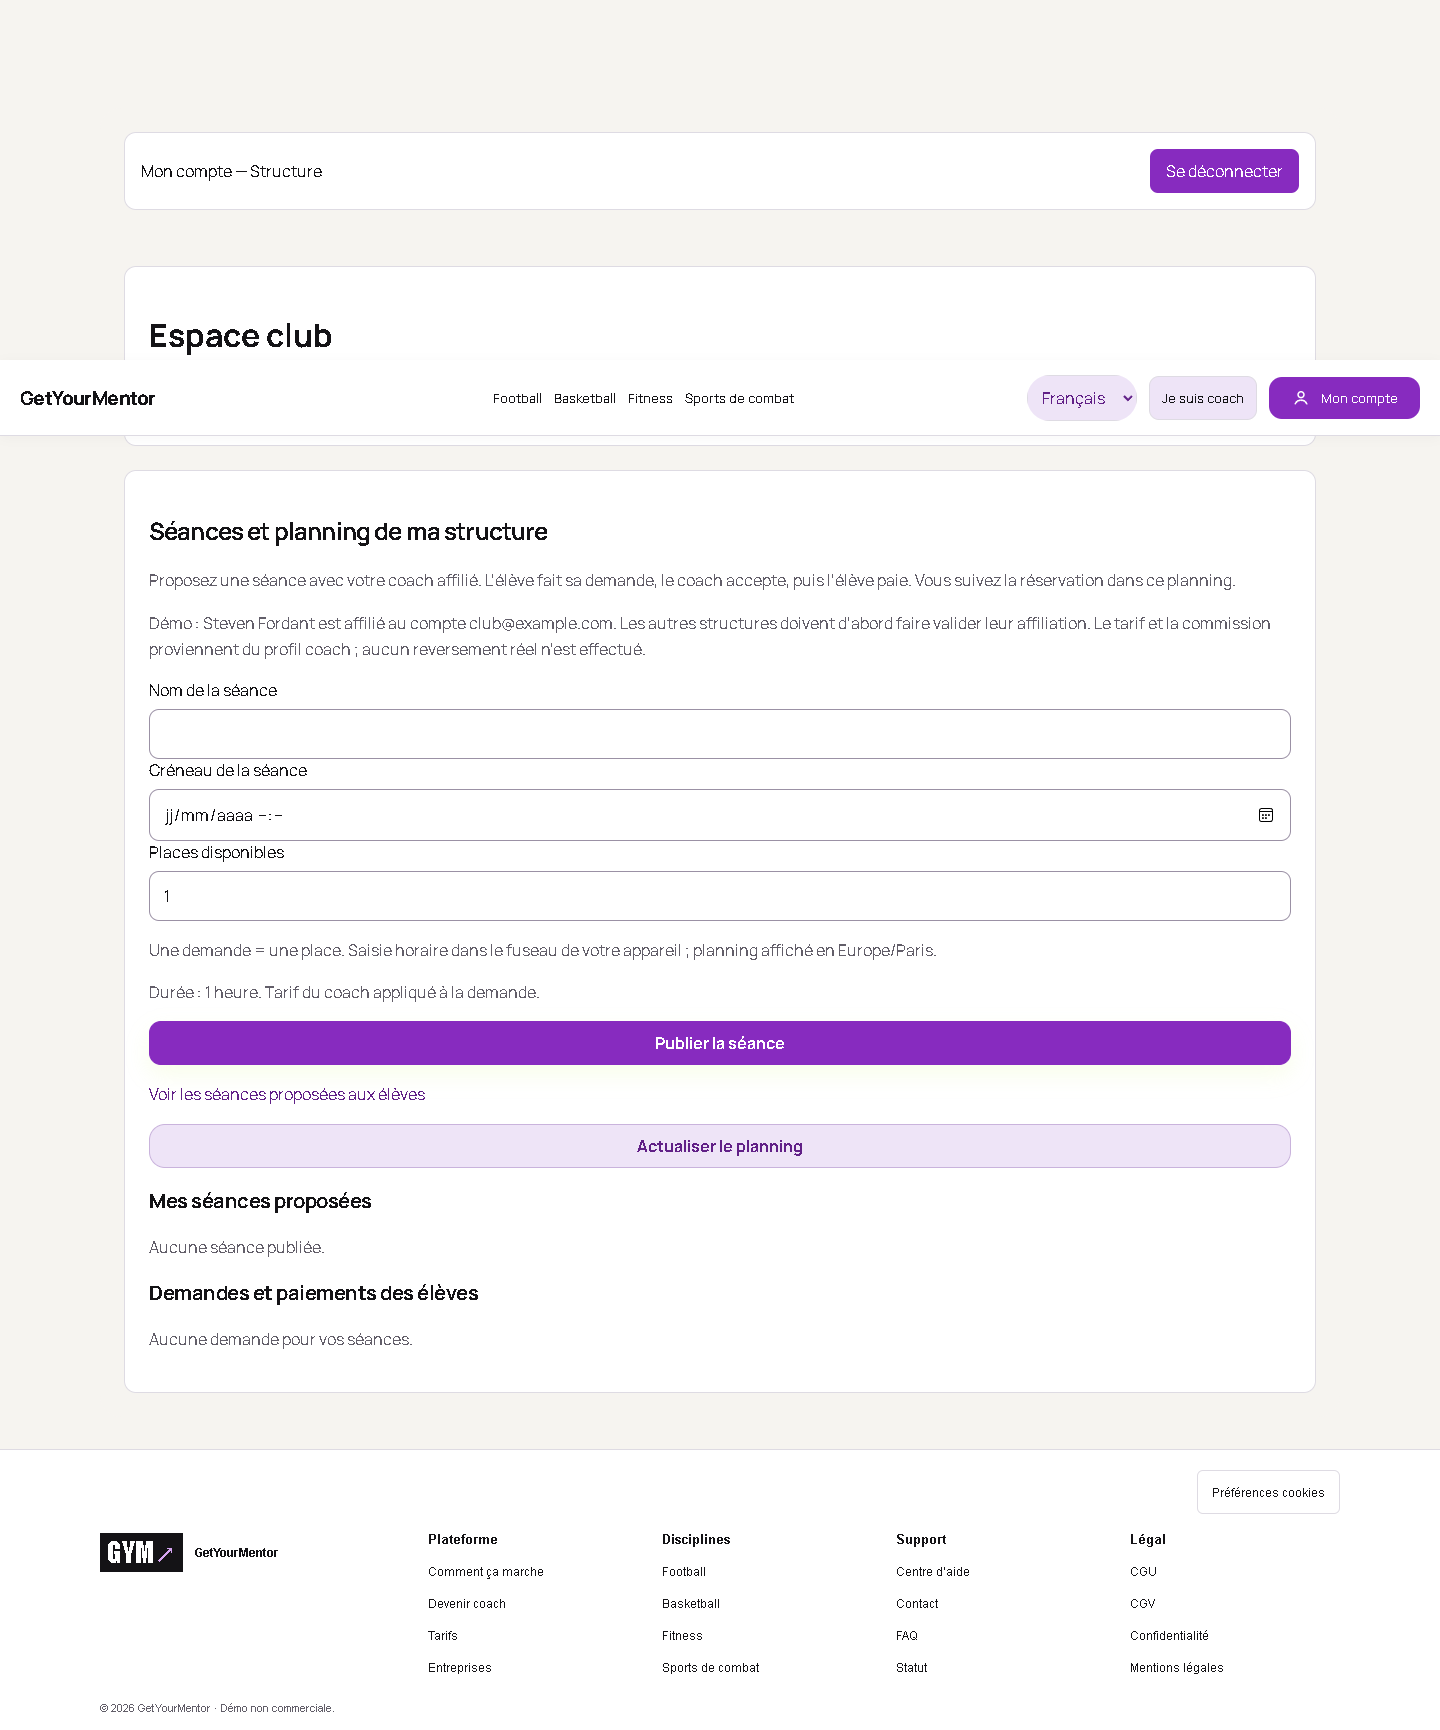 Mon compte — Structure
Se déconnecter
Espace club
GetYourMentor
Football
Basketball
Fitness
Sports de combat
Français
Je suis coach
Mon compte
Séances et planning de ma structure
Proposez une séance avec votre coach affilié. L'élève fait sa demande, le coach accepte, puis l'élève paie. Vous suivez la réservation dans ce planning.
Démo : Steven Fordant est affilié au compte club@example.com. Les autres structures doivent d'abord faire valider leur affiliation. Le tarif et la commission
proviennent du profil coach ; aucun reversement réel n'est effectué.
Nom de la séance
Créneau de la séance
jj/mm/aaaa --:--
Places disponibles
1
Une demande = une place. Saisie horaire dans le fuseau de votre appareil ; planning affiché en Europe/Paris.
Durée : 1 heure. Tarif du coach appliqué à la demande.
Publier la séance
Voir les séances proposées aux élèves
Actualiser le planning
Mes séances proposées
Aucune séance publiée.
Demandes et paiements des élèves
Aucune demande pour vos séances.
Préférences cookies
GYM
GetYourMentor
Plateforme
Comment ça marche
Devenir coach
Tarifs
Entreprises
Disciplines
Football
Basketball
Fitness
Sports de combat
Support
Centre d'aide
Contact
FAQ
Statut
Légal
CGU
CGV
Confidentialité
Mentions légales
© 2026 GetYourMentor · Démo non commerciale.